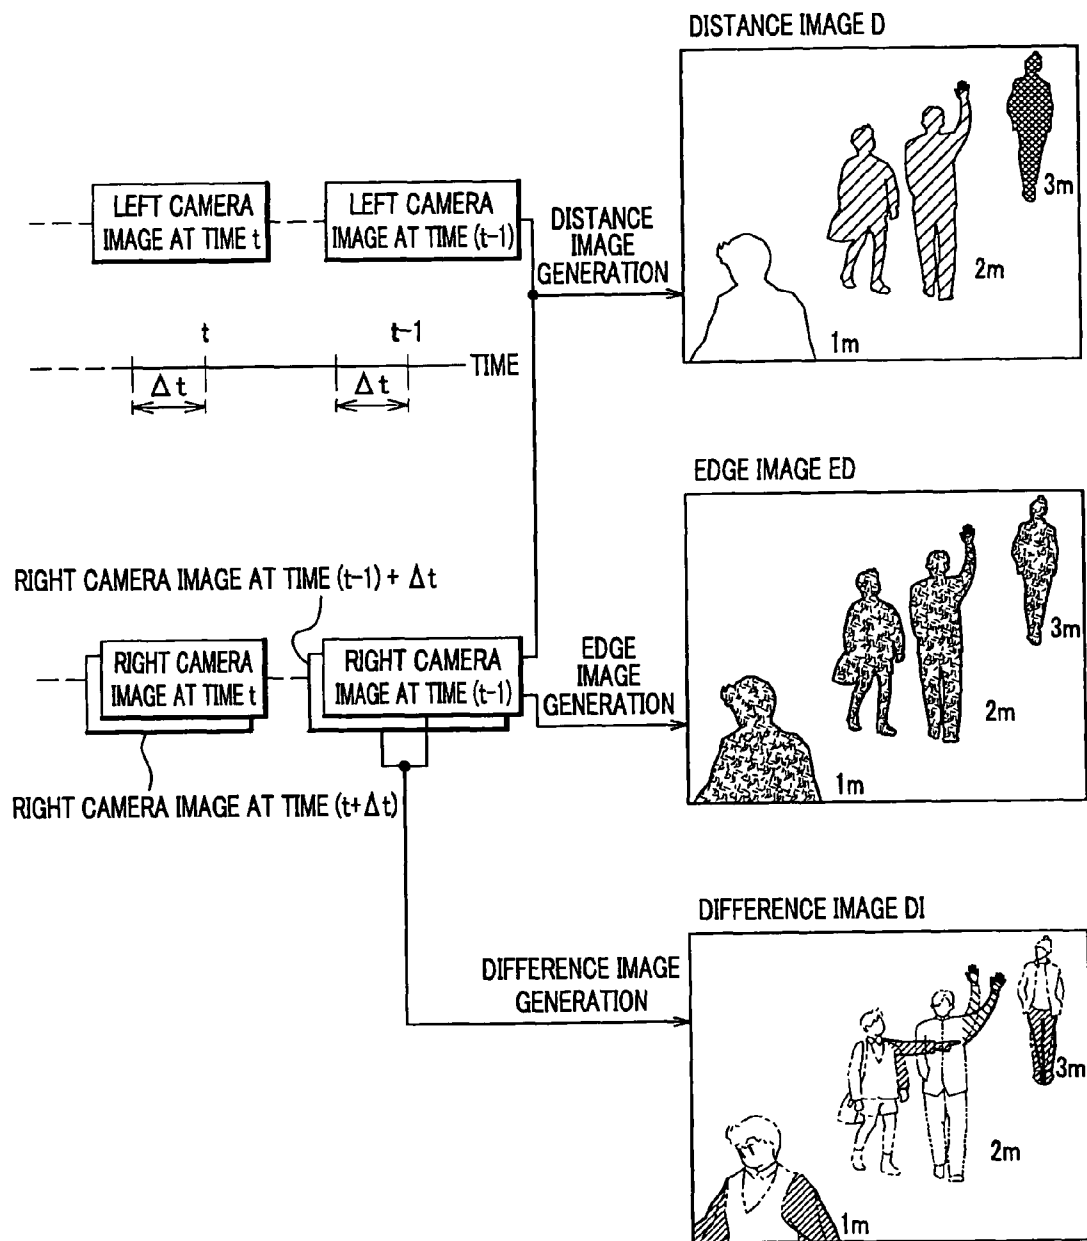 DISTANCE IMAGE D
3m
2m
1m
LEFT CAMERA
IMAGE AT TIME t
LEFT CAMERA
IMAGE AT TIME (t-1)
DISTANCE
IMAGE
GENERATION
t
t-1
TIME
Δt
Δt
EDGE IMAGE ED
3m
2m
1m
RIGHT CAMERA IMAGE AT TIME (t-1) + Δt
RIGHT CAMERA
IMAGE AT TIME t
RIGHT CAMERA
IMAGE AT TIME (t-1)
EDGE
IMAGE
GENERATION
RIGHT CAMERA IMAGE AT TIME (t+Δt)
DIFFERENCE IMAGE DI
DIFFERENCE IMAGE
GENERATION
3m
2m
1m